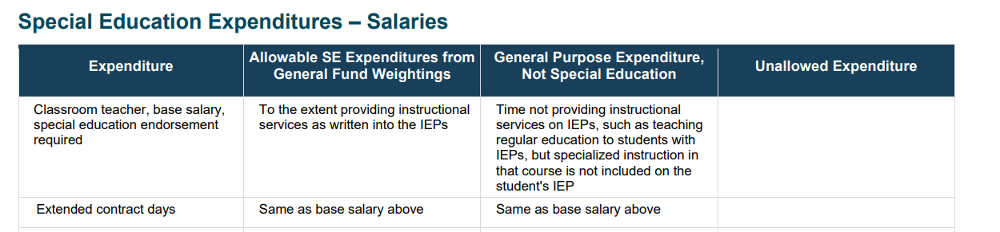 Special Education Expenditures – Salaries
Expenditure
Allowable SE Expenditures from
General Fund Weightings
General Purpose Expenditure,
Not Special Education
Unallowed Expenditure
Classroom teacher, base salary,
special education endorsement
required
To the extent providing instructional
services as written into the IEPs
Time not providing instructional
services on IEPs, such as teaching
regular education to students with
IEPs, but specialized instruction in
that course is not included on the
student's IEP
Extended contract days
Same as base salary above
Same as base salary above